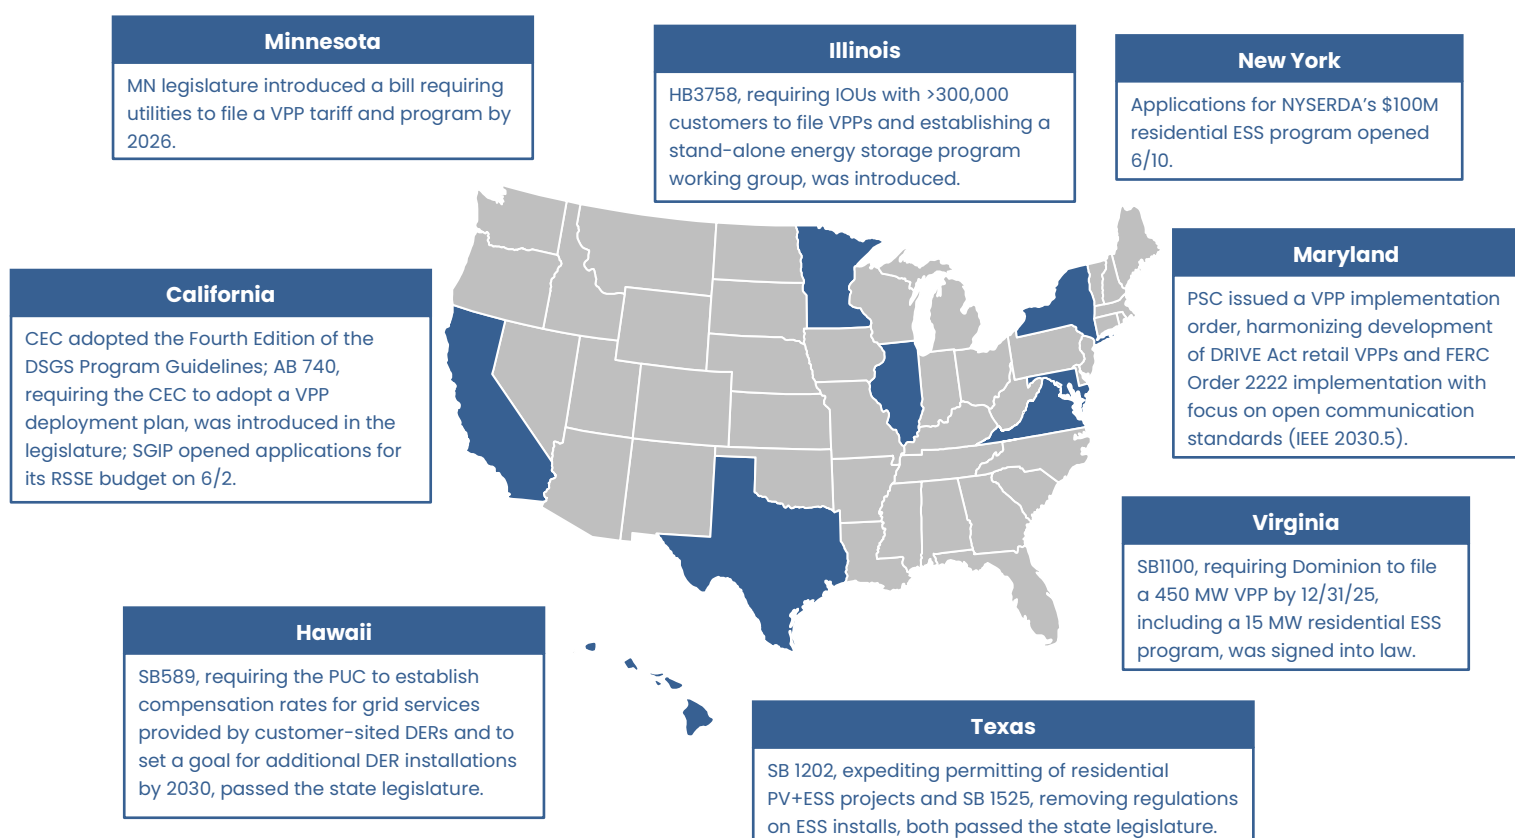 Minnesota
MN legislature introduced a bill requiring
utilities to file a VPP tariff and program by
2026.
Illinois
HB3758, requiring IOUs with >300,000
customers to file VPPs and establishing a
stand-alone energy storage program
working group, was introduced.
New York
Applications for NYSERDA’s $100M
residential ESS program opened
6/10.
California
CEC adopted the Fourth Edition of the
DSGS Program Guidelines; AB 740,
requiring the CEC to adopt a VPP
deployment plan, was introduced in the
legislature; SGIP opened applications for
its RSSE budget on 6/2.
Maryland
PSC issued a VPP implementation
order, harmonizing development
of DRIVE Act retail VPPs and FERC
Order 2222 implementation with
focus on open communication
standards (IEEE 2030.5).
Virginia
SB1100, requiring Dominion to file
a 450 MW VPP by 12/31/25,
including a 15 MW residential ESS
program, was signed into law.
Hawaii
SB589, requiring the PUC to establish
compensation rates for grid services
provided by customer-sited DERs and to
set a goal for additional DER installations
by 2030, passed the state legislature.
Texas
SB 1202, expediting permitting of residential
PV+ESS projects and SB 1525, removing regulations
on ESS installs, both passed the state legislature.